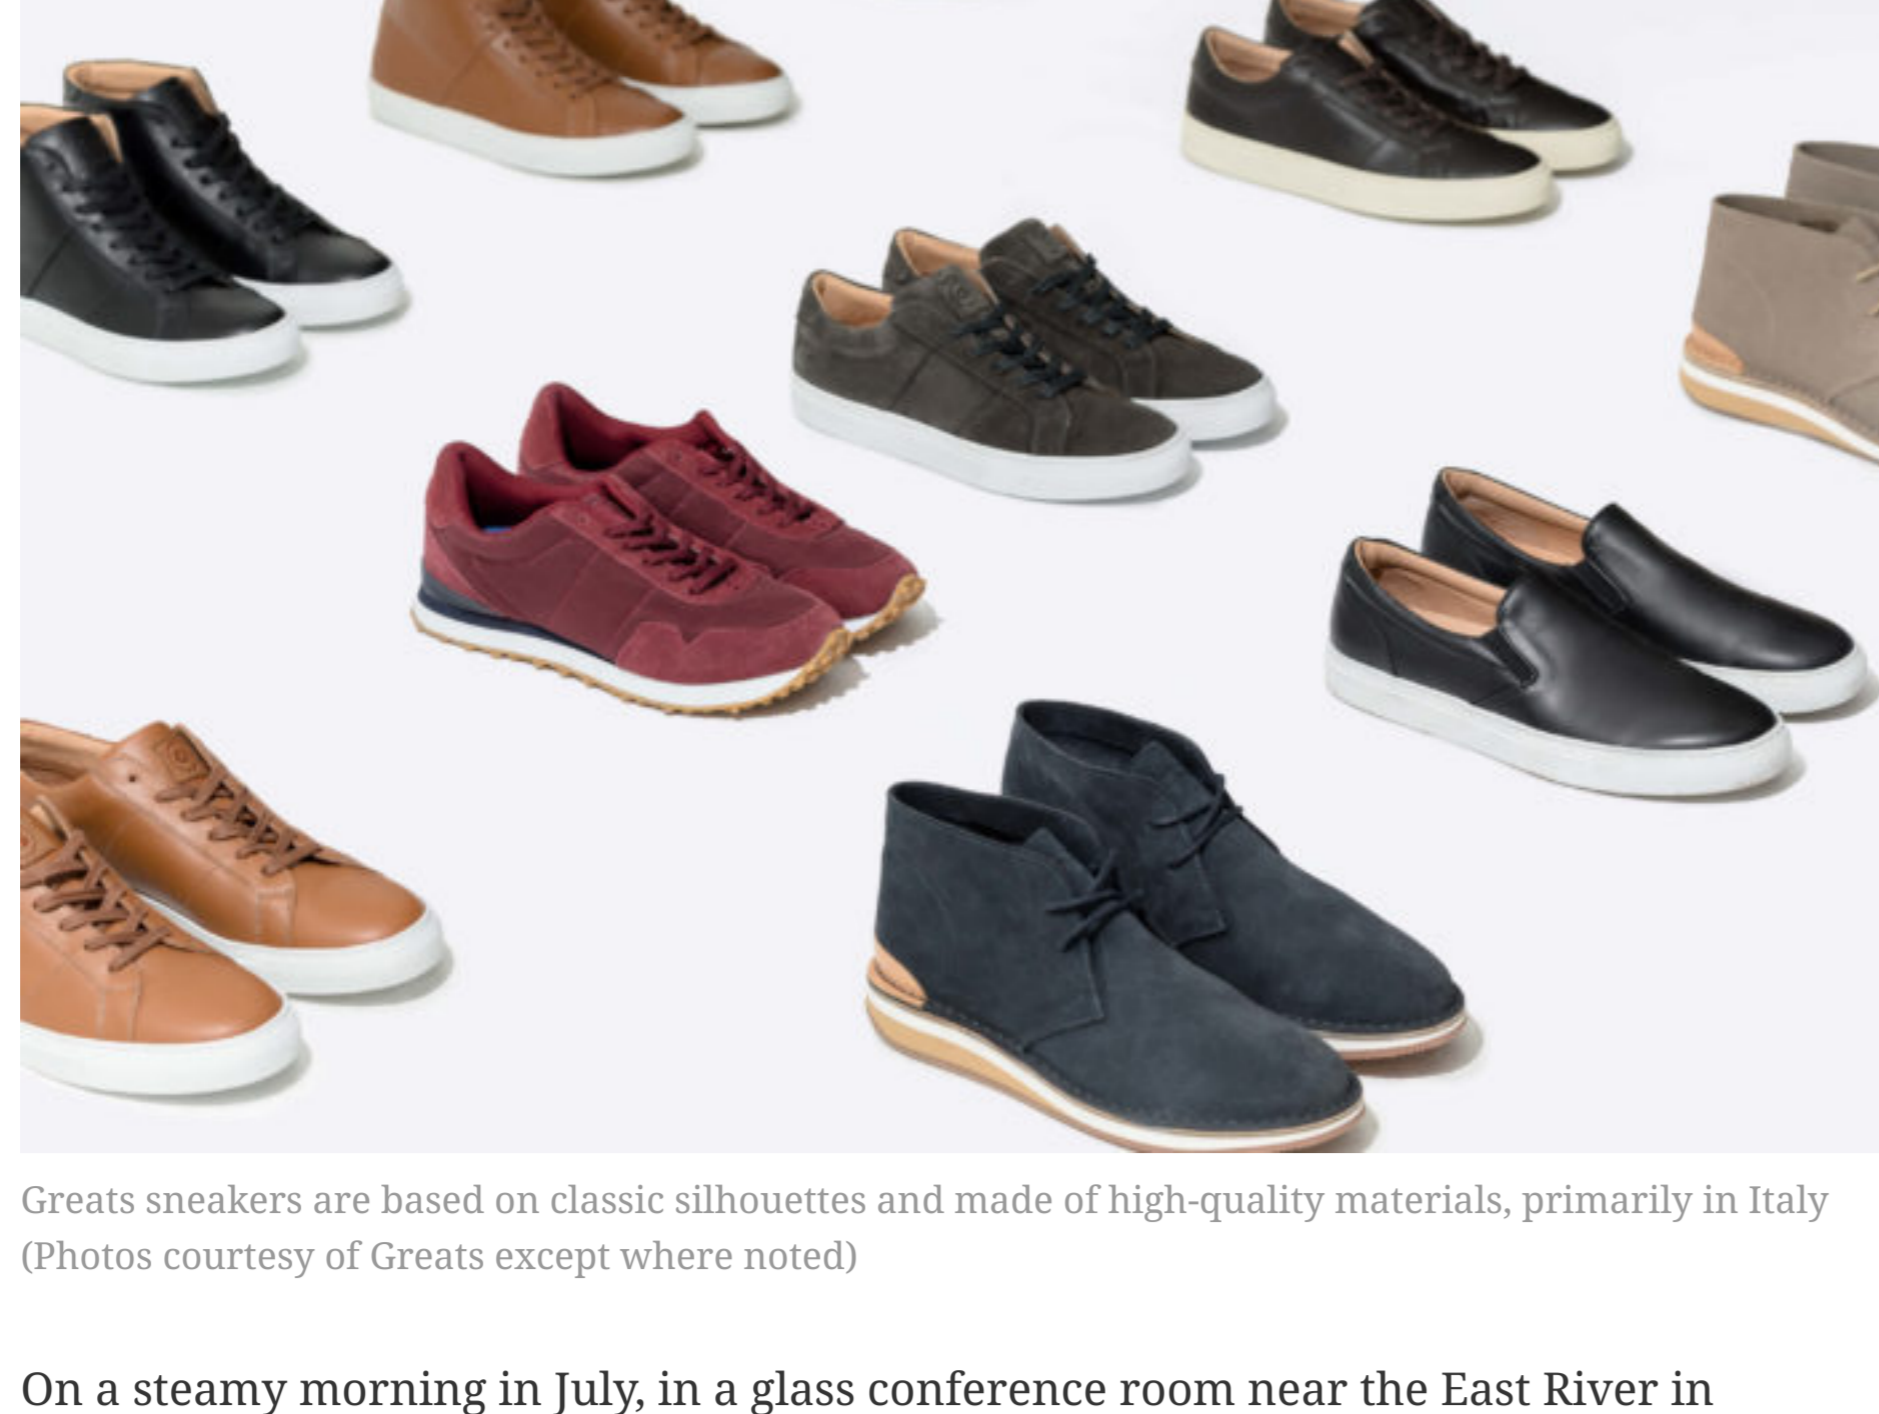 Greats sneakers are based on classic silhouettes and made of high-quality materials, primarily in Italy
(Photos courtesy of Greats except where noted)
On a steamy morning in July, in a glass conference room near the East River in